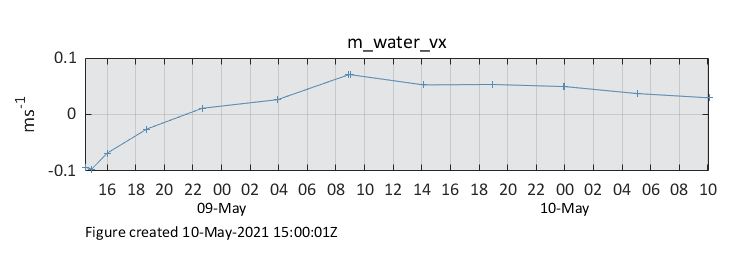 m_water_vx
0.1
0
-0.1
ms-1
16 18 20 22 00 02 04 06 08 10 12 14 16 18 20 22 00 02 04 06 08 10
09-May 10-May
Figure created 10-May-2021 15:00:01Z